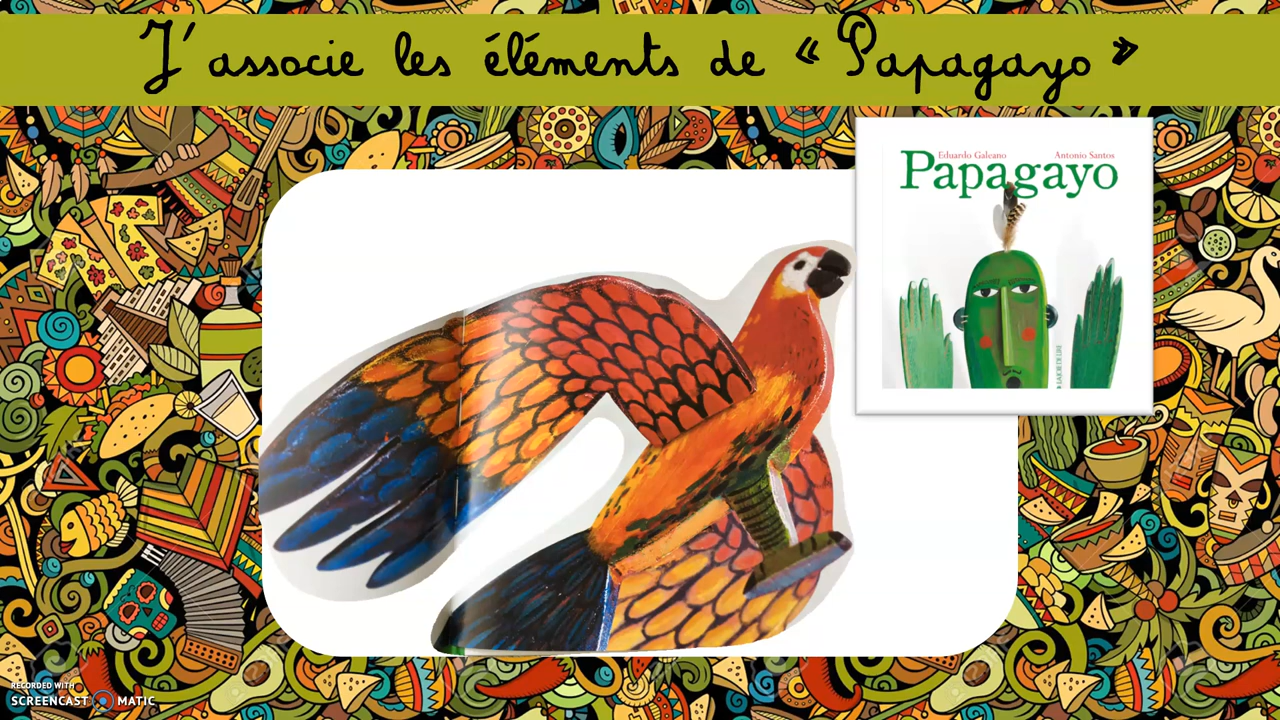 J'associe les éléments de « Papagayo »
Eduardo Galeano Antonio Santos
Papagayo
RECORDED WITH
SCREENCAST MATIC